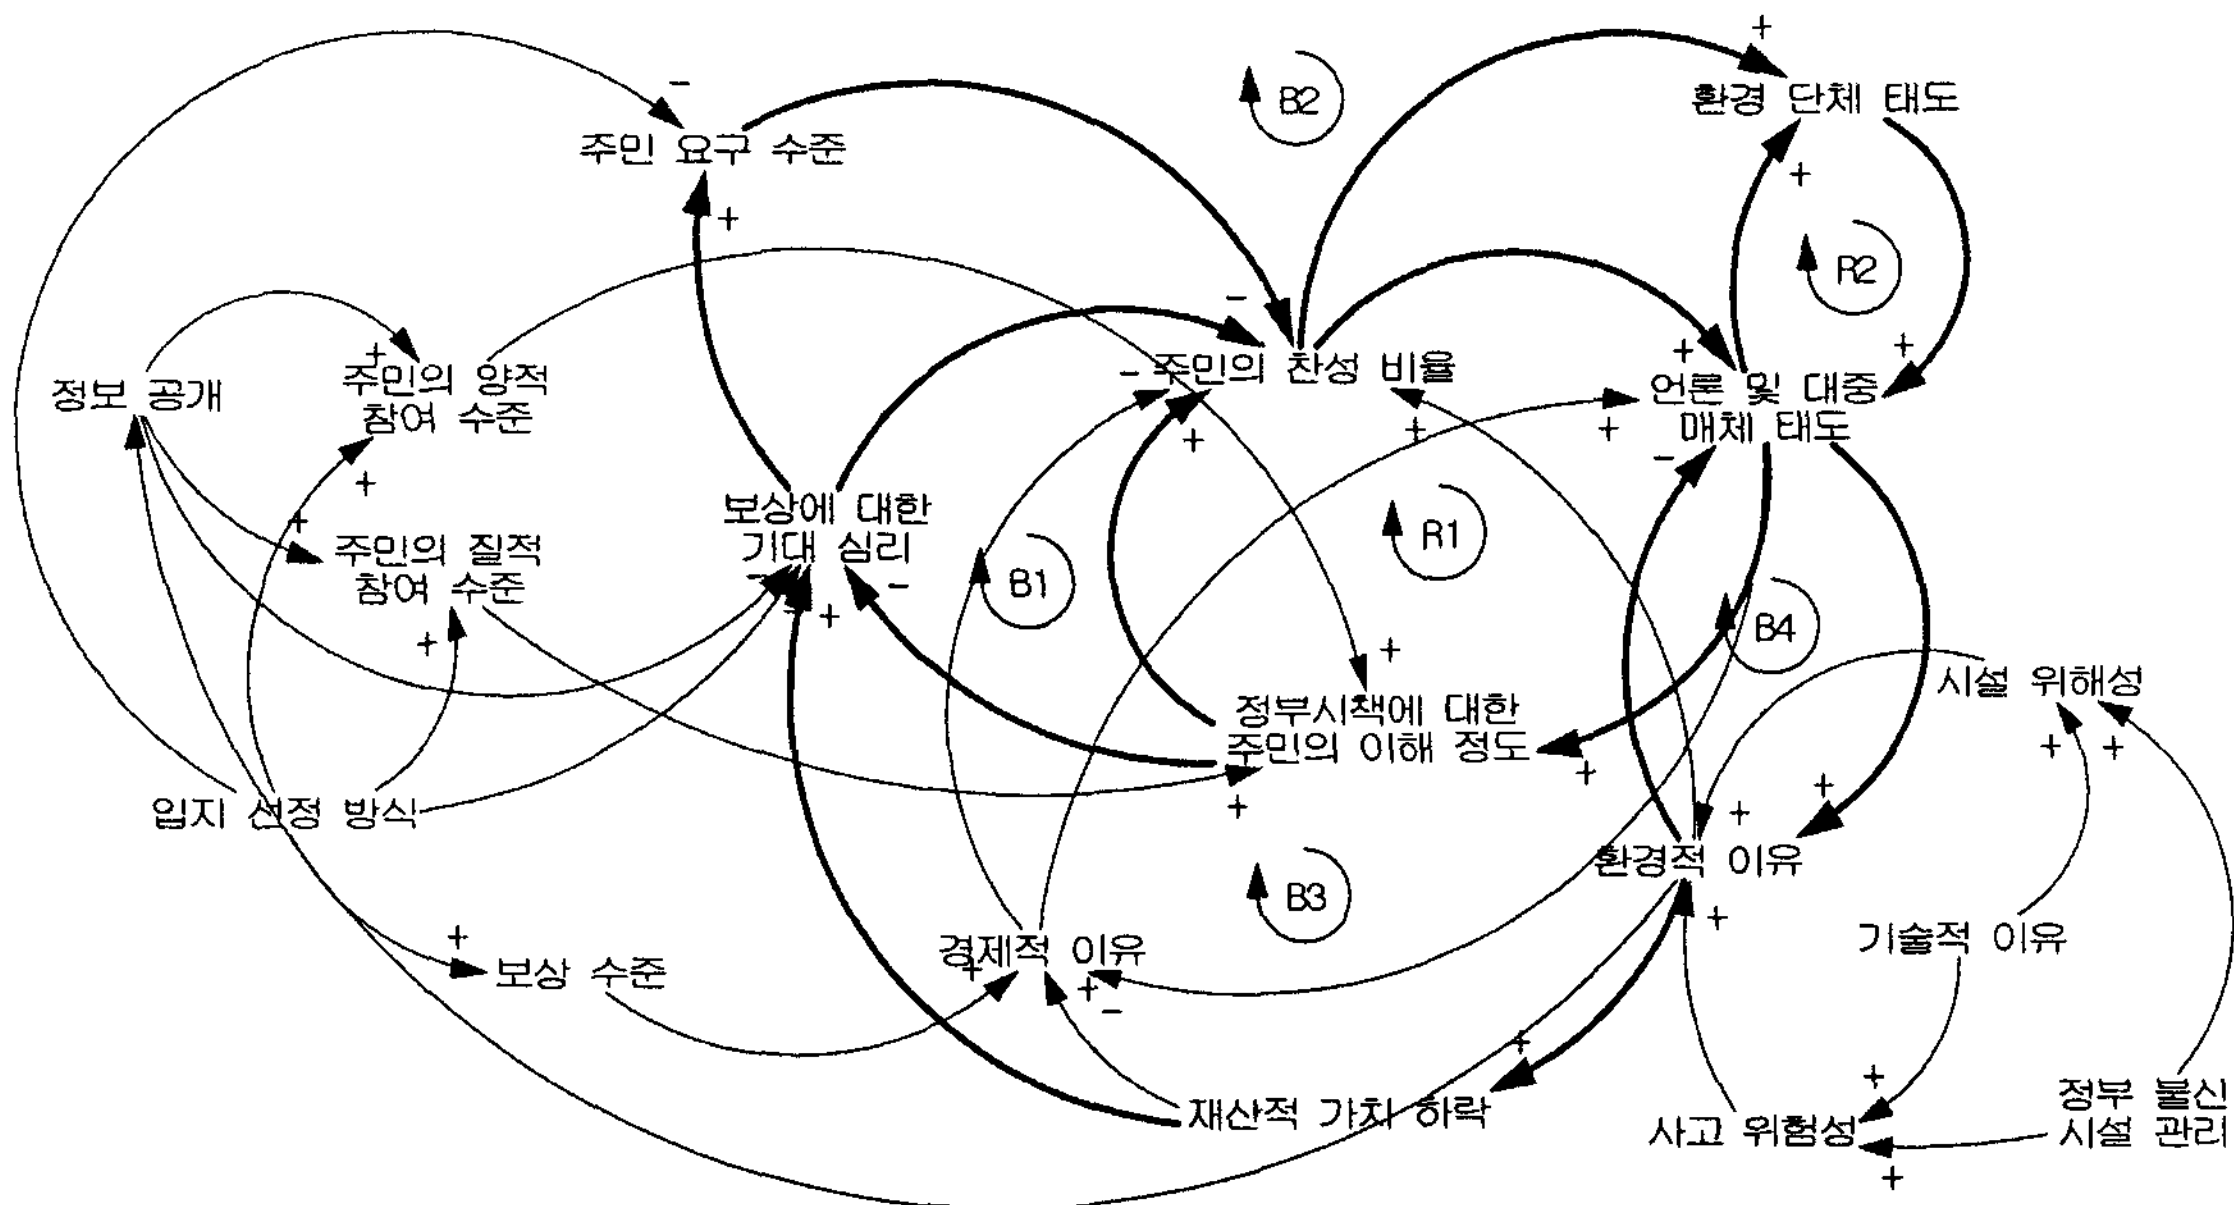 환경 단체 태도
B2
주민 요구 수준
R2
주민의 찬성 비율
정보 공개
주민의 양적
참여 수준
언론 및 대중
매체 태도
보상에 대한
기대 심리
주민의 질적
참여 수준
B1
R1
B4
시설 위해성
정부시책에 대한
주민의 이해 정도
입지 선정 방식
환경적 이유
B3
경제적 이유
기술적 이유
보상 수준
재산적 가치 하락
사고 위험성
정부 불신
시설 관리